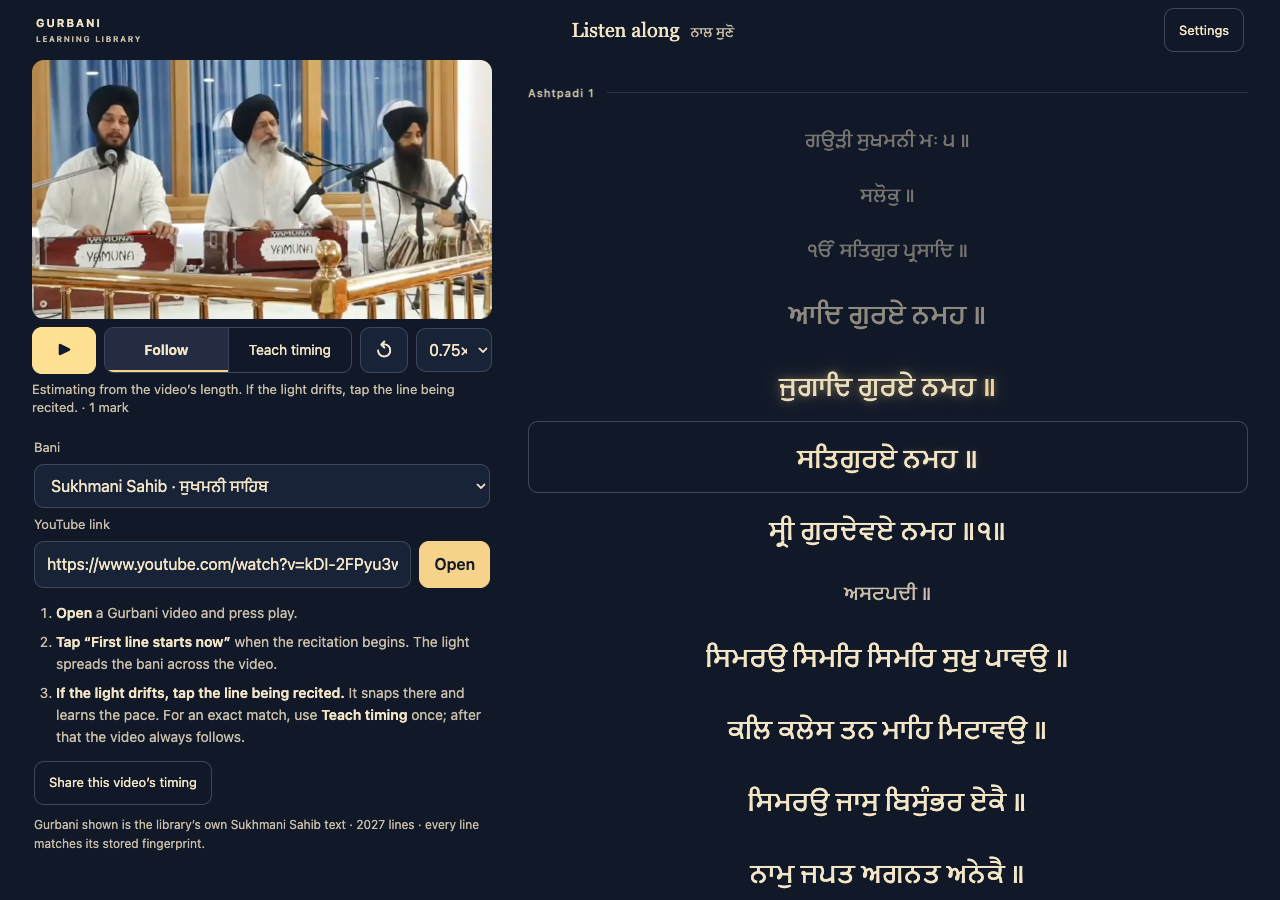 GURBANI
LEARNING LIBRARY
Listen along ਨਾਲ ਸੁਣੋ
Settings
YAMUNA
YAMUNA
YAMUNA
YAMUNA
Follow
Teach timing
0.75×
Estimating from the video’s length. If the light drifts, tap the line being
recited. · 1 mark
Bani
Sukhmani Sahib · ਸੁਖਮਨੀ ਸਾਹਿਬ
YouTube link
https://www.youtube.com/watch?v=kDl-2FPyu3v
Open
1. Open a Gurbani video and press play.
2. Tap “First line starts now” when the recitation begins. The light
spreads the bani across the video.
3. If the light drifts, tap the line being recited. It snaps there and
learns the pace. For an exact match, use Teach timing once; after
that the video always follows.
Share this video’s timing
Gurbani shown is the library’s own Sukhmani Sahib text · 2027 lines · every line
matches its stored fingerprint.
Ashtpadi 1
ਗਉੜੀ ਸੁਖਮਨੀ ਮਃ ੫ ॥
ਸਲੋਕੁ ॥
ੴ ਸਤਿਗੁਰ ਪ੍ਰਸਾਦਿ ॥
ਆਦਿ ਗੁਰਏ ਨਮਹ ॥
ਜੁਗਾਦਿ ਗੁਰਏ ਨਮਹ ॥
ਸਤਿਗੁਰਏ ਨਮਹ ॥
ਸ੍ਰੀ ਗੁਰਦੇਵਏ ਨਮਹ ॥੧॥
ਅਸਟਪਦੀ ॥
ਸਿਮਰਉ ਸਿਮਰਿ ਸਿਮਰਿ ਸੁਖੁ ਪਾਵਉ ॥
ਕਲਿ ਕਲੇਸ ਤਨ ਮਾਹਿ ਮਿਟਾਵਉ ॥
ਸਿਮਰਉ ਜਾਸੁ ਬਿਸੁੰਭਰ ਏਕੈ ॥
ਨਾਮੁ ਜਪਤ ਅਗਨਤ ਅਨੇਕੈ ॥